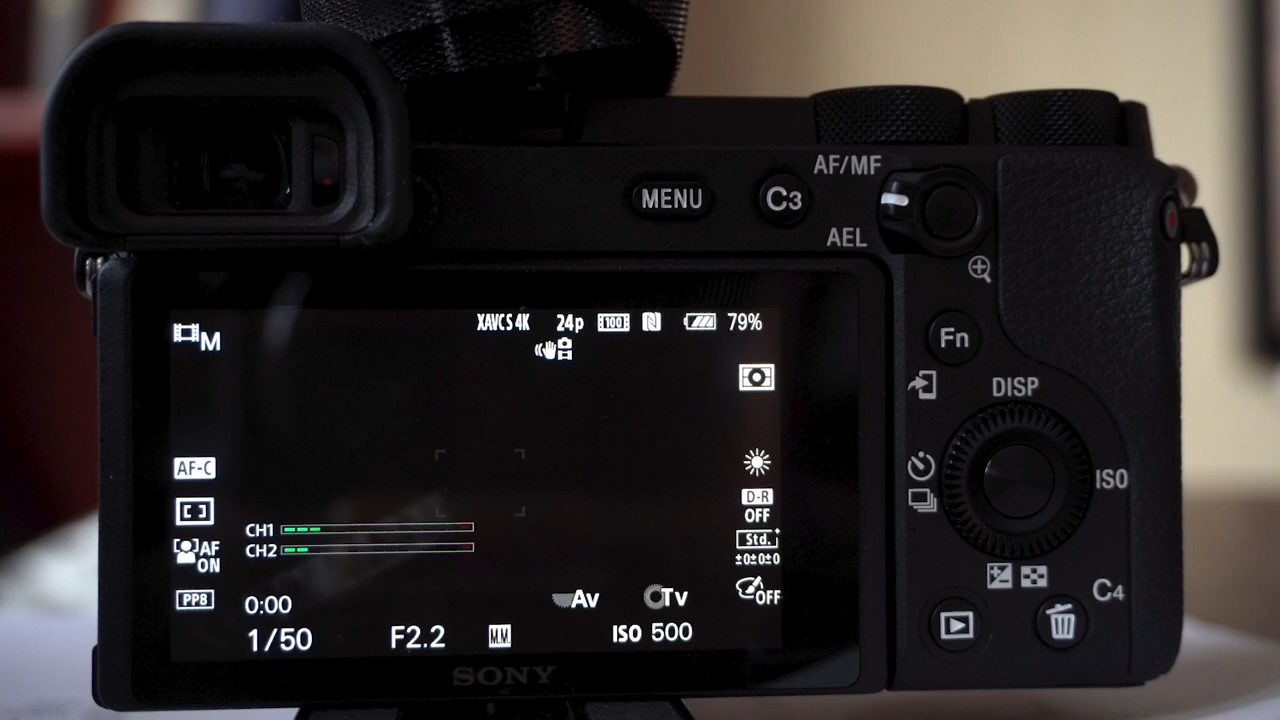 AF/MF
MENU
C3
AEL
XAVC S 4K 24p 100 N 79%
M
Fn
DISP
AF-C
ISO
D-R
OFF
CH1
Std.+
CH2
AF
ON
±0±0±0
PP8
0:00
Av
Tv
OFF
C4
1/50 F2.2 M.M. ISO 500
SONY